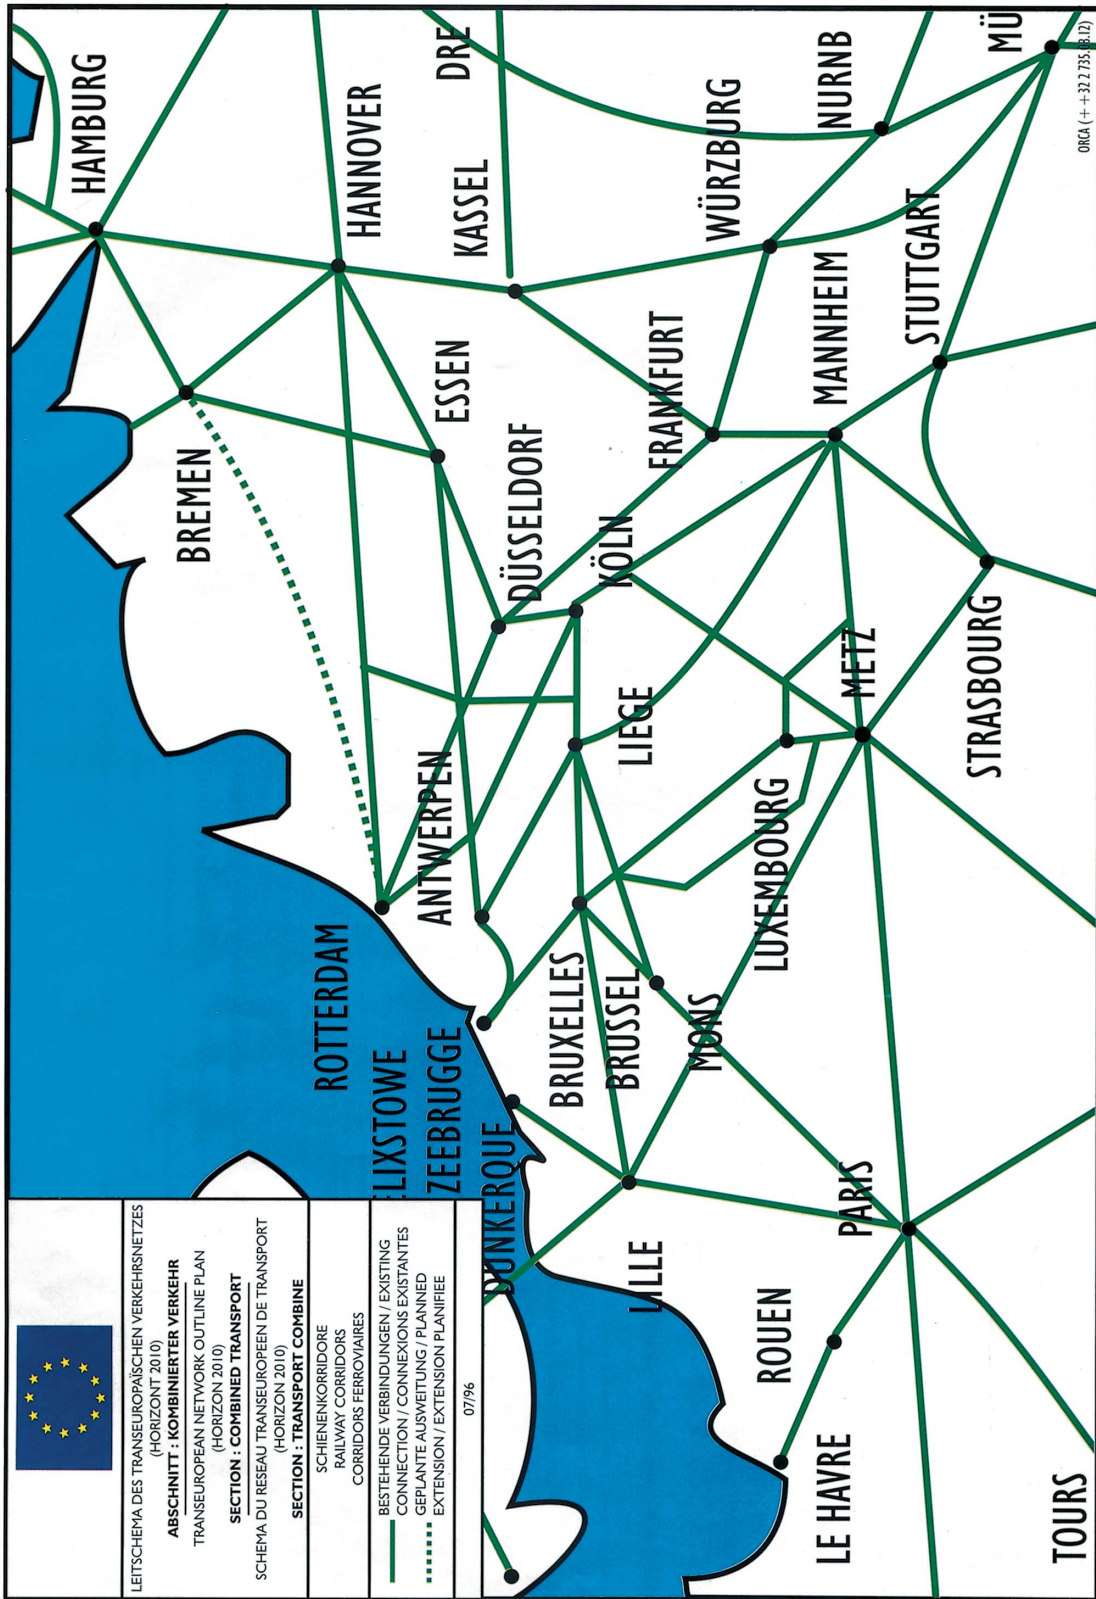 LEITSCHEMA DES TRANSEUROPAÏSCHEN VERKEHRSNETZES
(HORIZONT 2010)
ABSCHNITT : KOMBINIERTER VERKEHR
TRANSEUROPEAN NETWORK OUTLINE PLAN
(HORIZON 2010)
SECTION : COMBINED TRANSPORT
SCHEMA DU RESEAU TRANSEUROPEEN DE TRANSPORT
(HORIZON 2010)
SECTION : TRANSPORT COMBINE
SCHIENENKORRIDORE
RAILWAY CORRIDORS
CORRIDORS FERROVIAIRES
BESTEHENDE VERBINDUNGEN / EXISTING
CONNECTION / CONNEXIONS EXISTANTES
GEPLANTE AUSWEITUNG / PLANNED
EXTENSION / EXTENSION PLANIFIEE
07/96
HAMBURG
BREMEN
HANNOVER
ROTTERDAM
ELIXSTOWE
ZEEBRUGGE
DUNKERQUE
ANTWERPEN
ESSEN
KASSEL
DRE
DÜSSELDORF
KÖLN
BRUXELLES
BRUSSEL
LIEGE
LILLE
MONS
FRANKFURT
WÜRZBURG
NURNB
LUXEMBOURG
METZ
MANNHEIM
ROUEN
PARIS
LE HAVRE
STUTTGART
STRASBOURG
MÜ
TOURS
ORCA (++32 2 735.03.12)